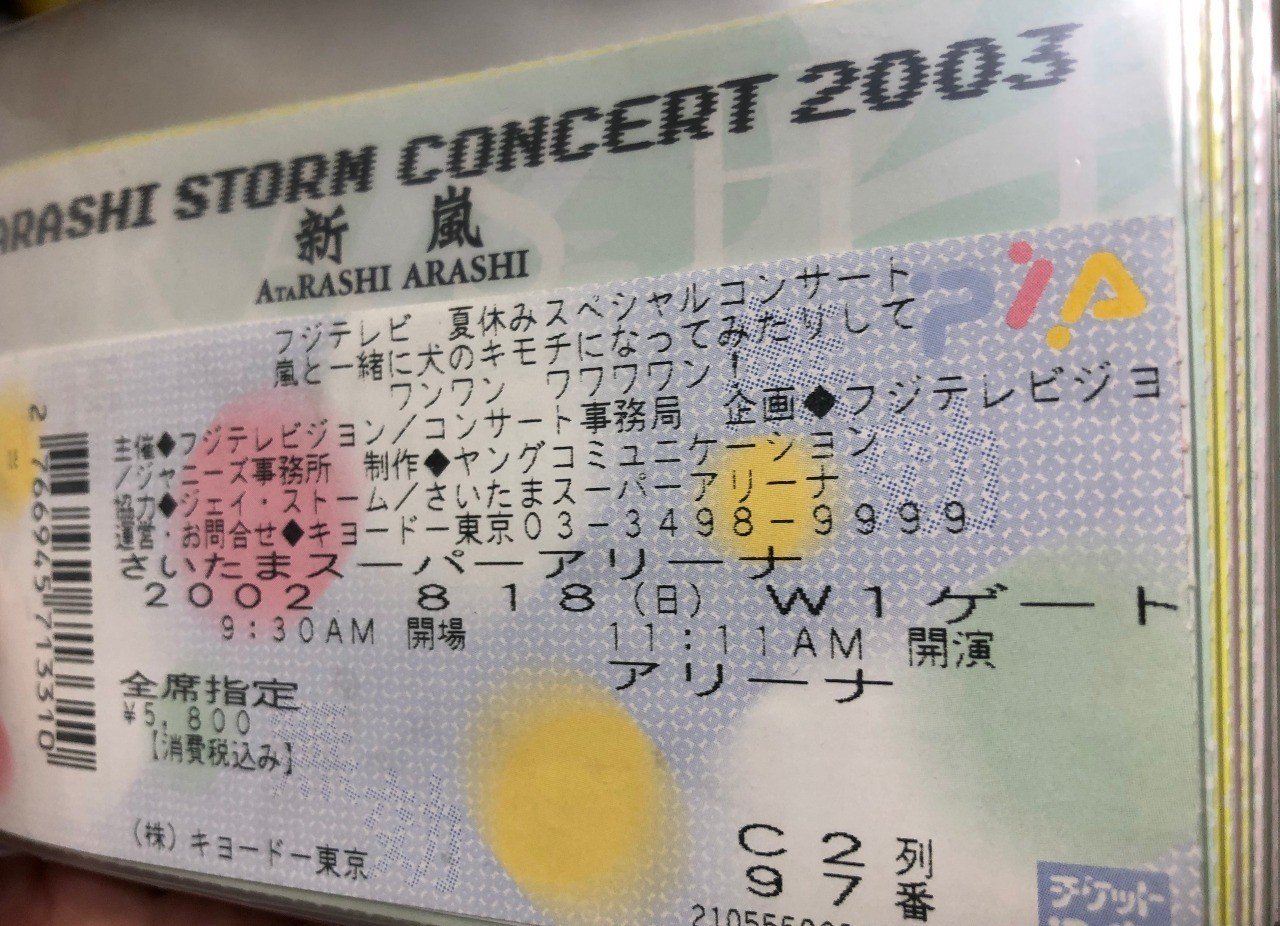 ARASHI STORM CONCERT 2003
新 嵐
ATARASHI ARASHI
PIA
フジテレビ 夏休みスペシャルコンサート
嵐と一緒に犬のキモチになってみたりして
ワンワン ワワワワン!
主催◆フジテレビジョン/コンサート事務局 企画◆フジテレビジョ
/ジャニーズ事務所 制作◆ヤングコミュニケーション
協力◆ジェイ・ストーム/さいたまスーパーアリーナ
運営・お問合せ◆キョードー東京03-3498-9999
さいたまスーパーアリーナ
2002 818(日) W1ゲート
9:30AM 開場 11:11AM 開演
アリーナ
全席指定
¥5,800
【消費税込み】
(株)キョードー東京
C2列
97番
チケット
2766945713310